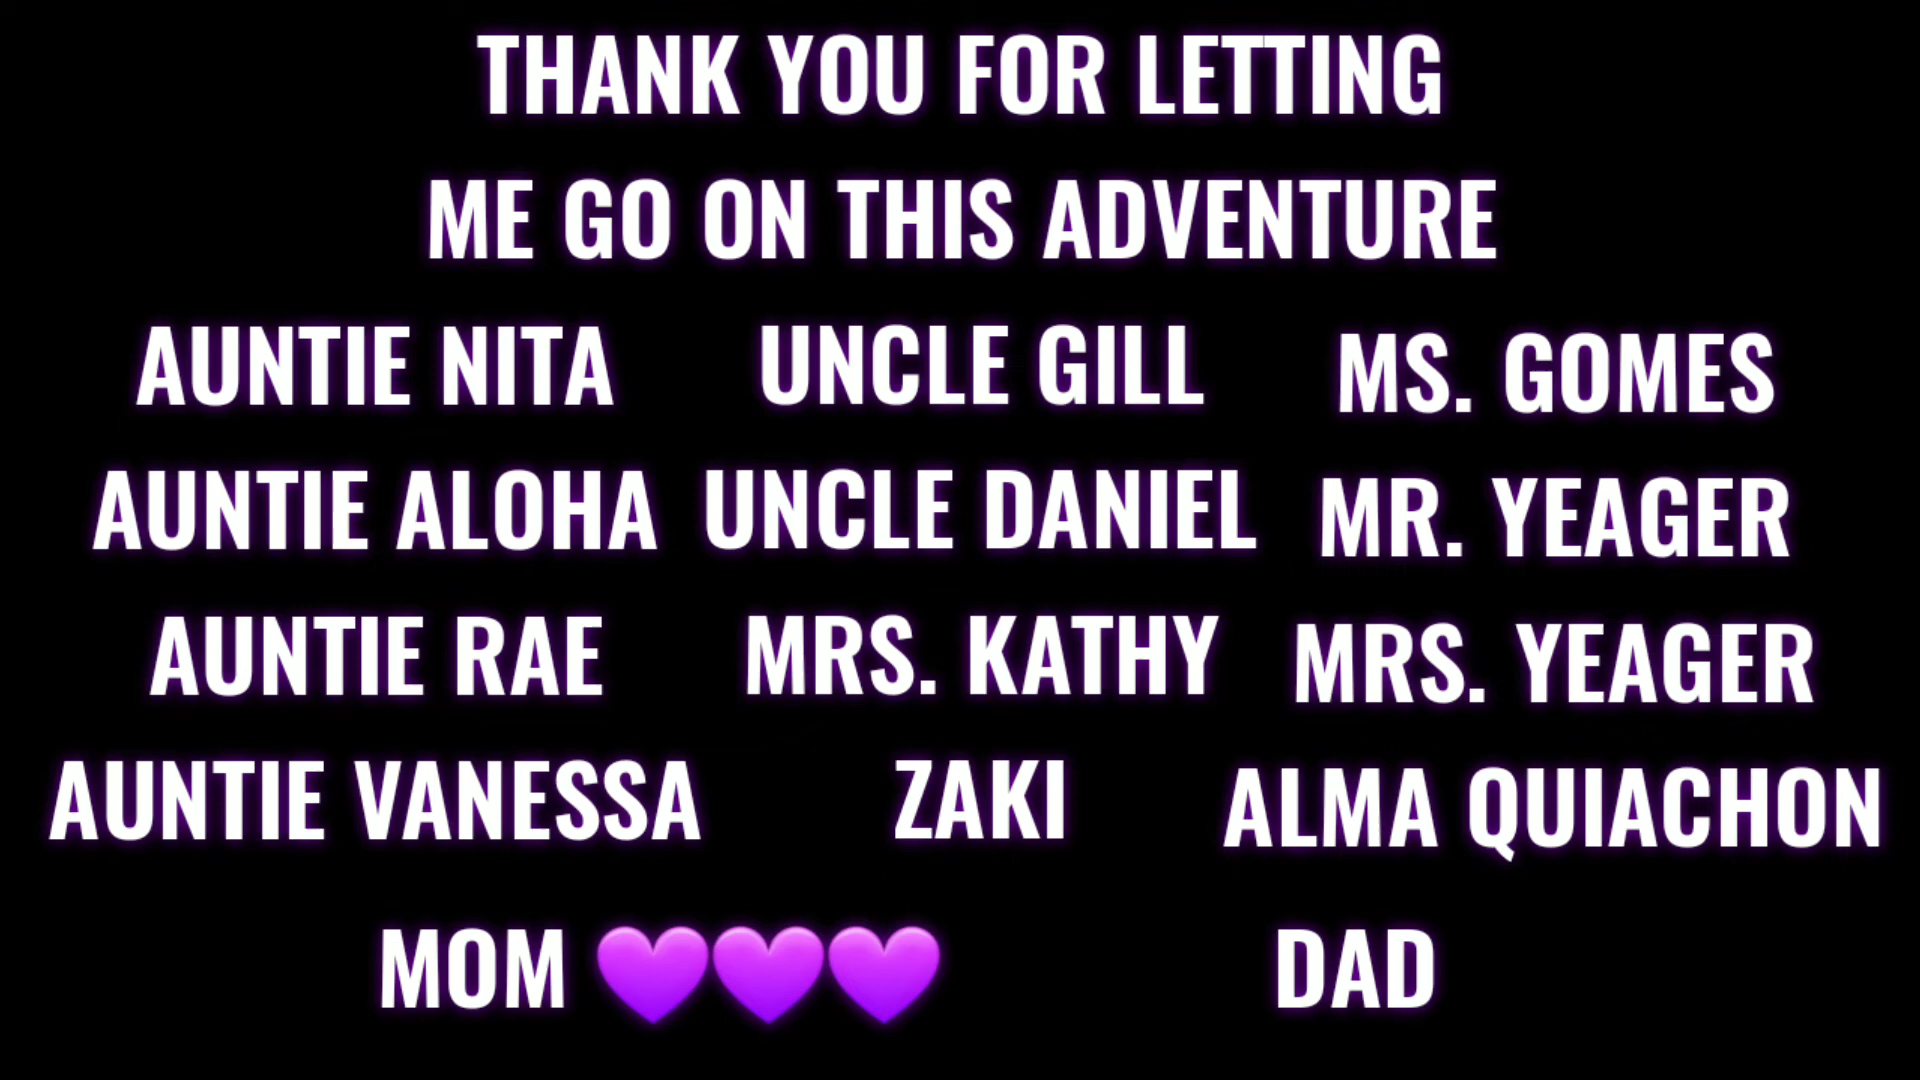 THANK YOU FOR LETTING
ME GO ON THIS ADVENTURE
AUNTIE NITA UNCLE GILL MS. GOMES
AUNTIE ALOHA UNCLE DANIEL MR. YEAGER
AUNTIE RAE MRS. KATHY MRS. YEAGER
AUNTIE VANESSA ZAKI ALMA QUIACHON
MOM 💜💜💜 DAD